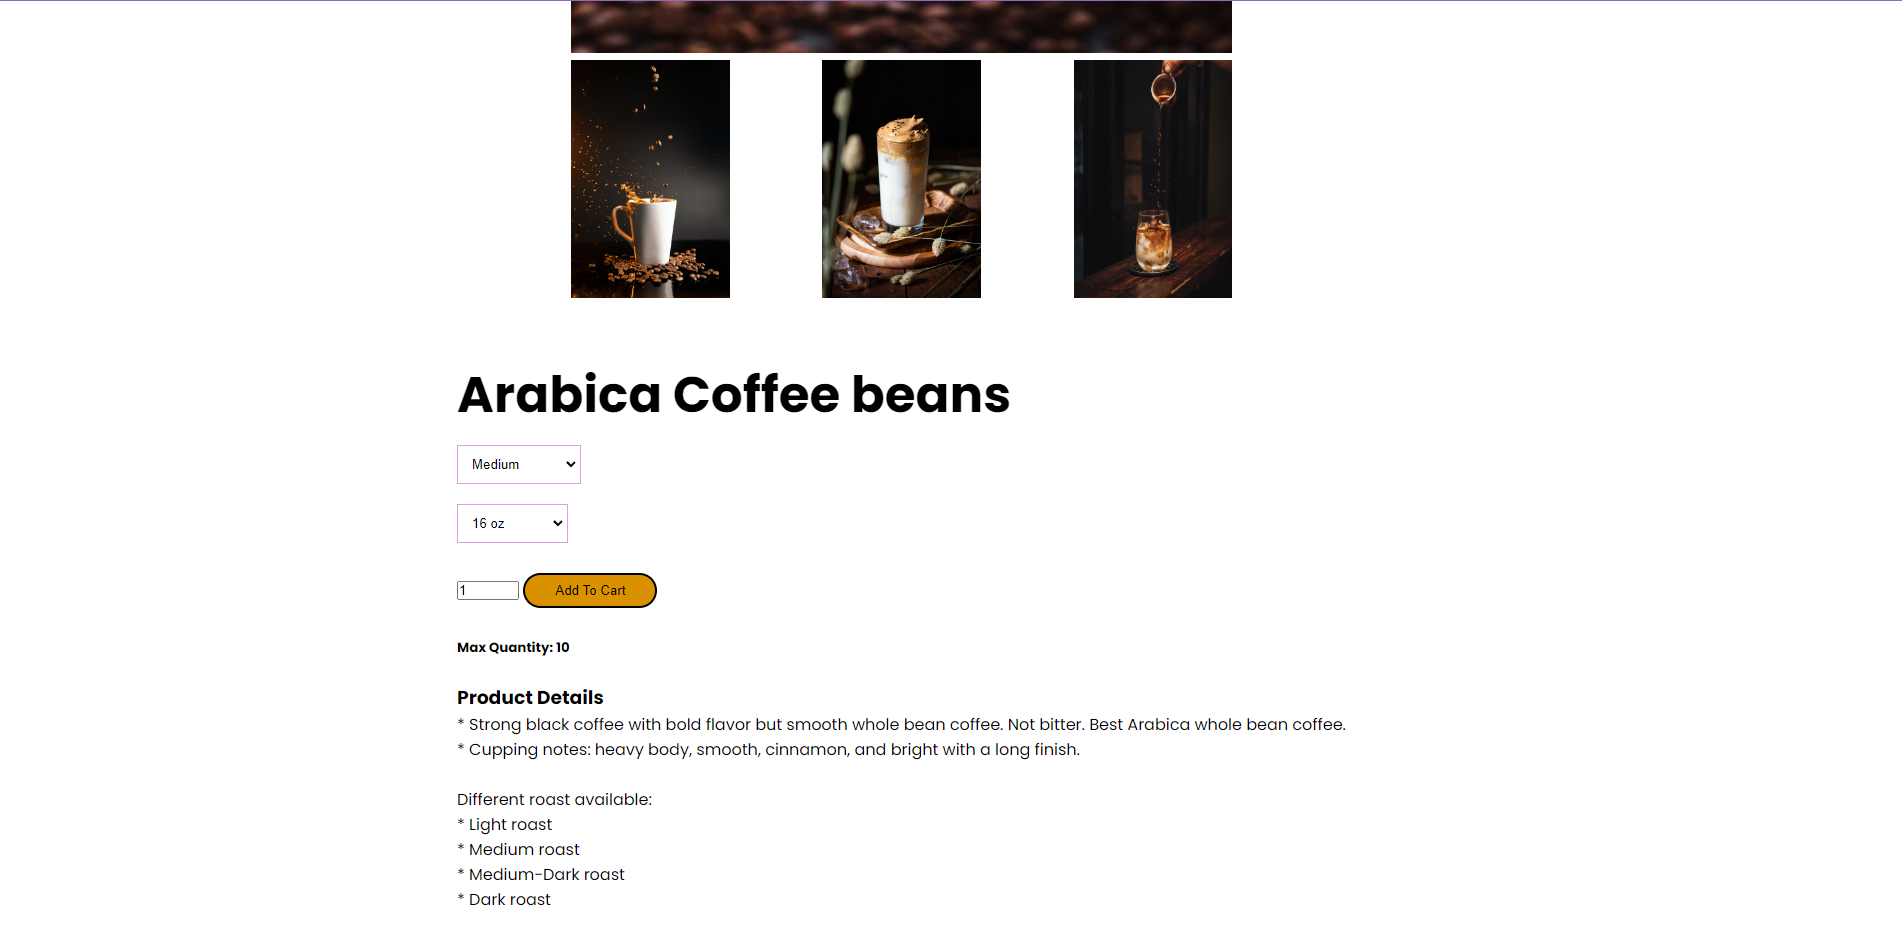 Arabica Coffee beans
Medium
16 oz
1 Add To Cart
Max Quantity: 10
Product Details
* Strong black coffee with bold flavor but smooth whole bean coffee. Not bitter. Best Arabica whole bean coffee.
* Cupping notes: heavy body, smooth, cinnamon, and bright with a long finish.
Different roast available:
* Light roast
* Medium roast
* Medium-Dark roast
* Dark roast